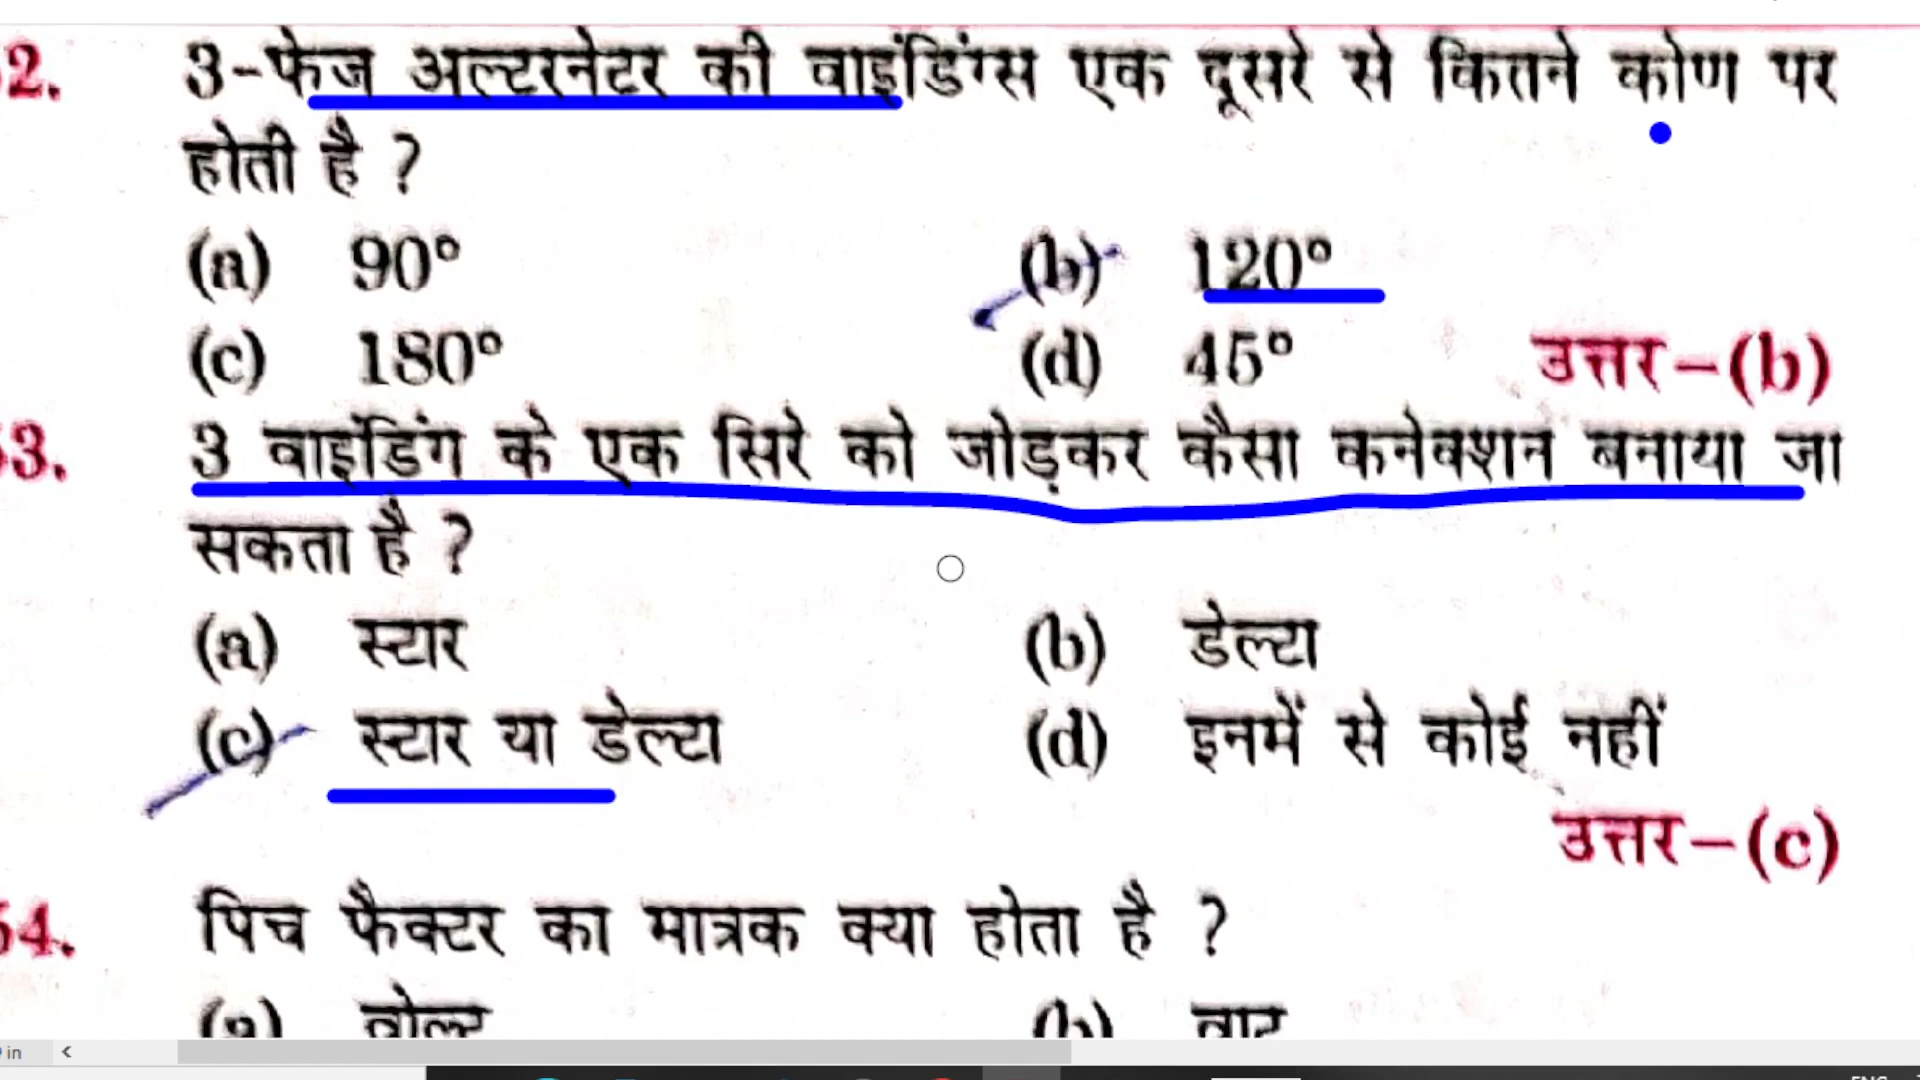 2. 3-फेज अल्टरनेटर की वाइंडिंग्स एक दूसरे से कितने कोण पर
होती है ?
(a) 90° (b) 120°
(c) 180° (d) 45° उत्तर–(b)
3. 3 वाइंडिंग के एक सिरे को जोड़कर कैसा कनेक्शन बनाया जा
सकता है ?
(a) स्टार (b) डेल्टा
(c) स्टार या डेल्टा (d) इनमें से कोई नहीं
उत्तर–(c)
54. पिच फैक्टर का मात्रक क्या होता है ?
(a) वोल्ट (b) वाट
in <